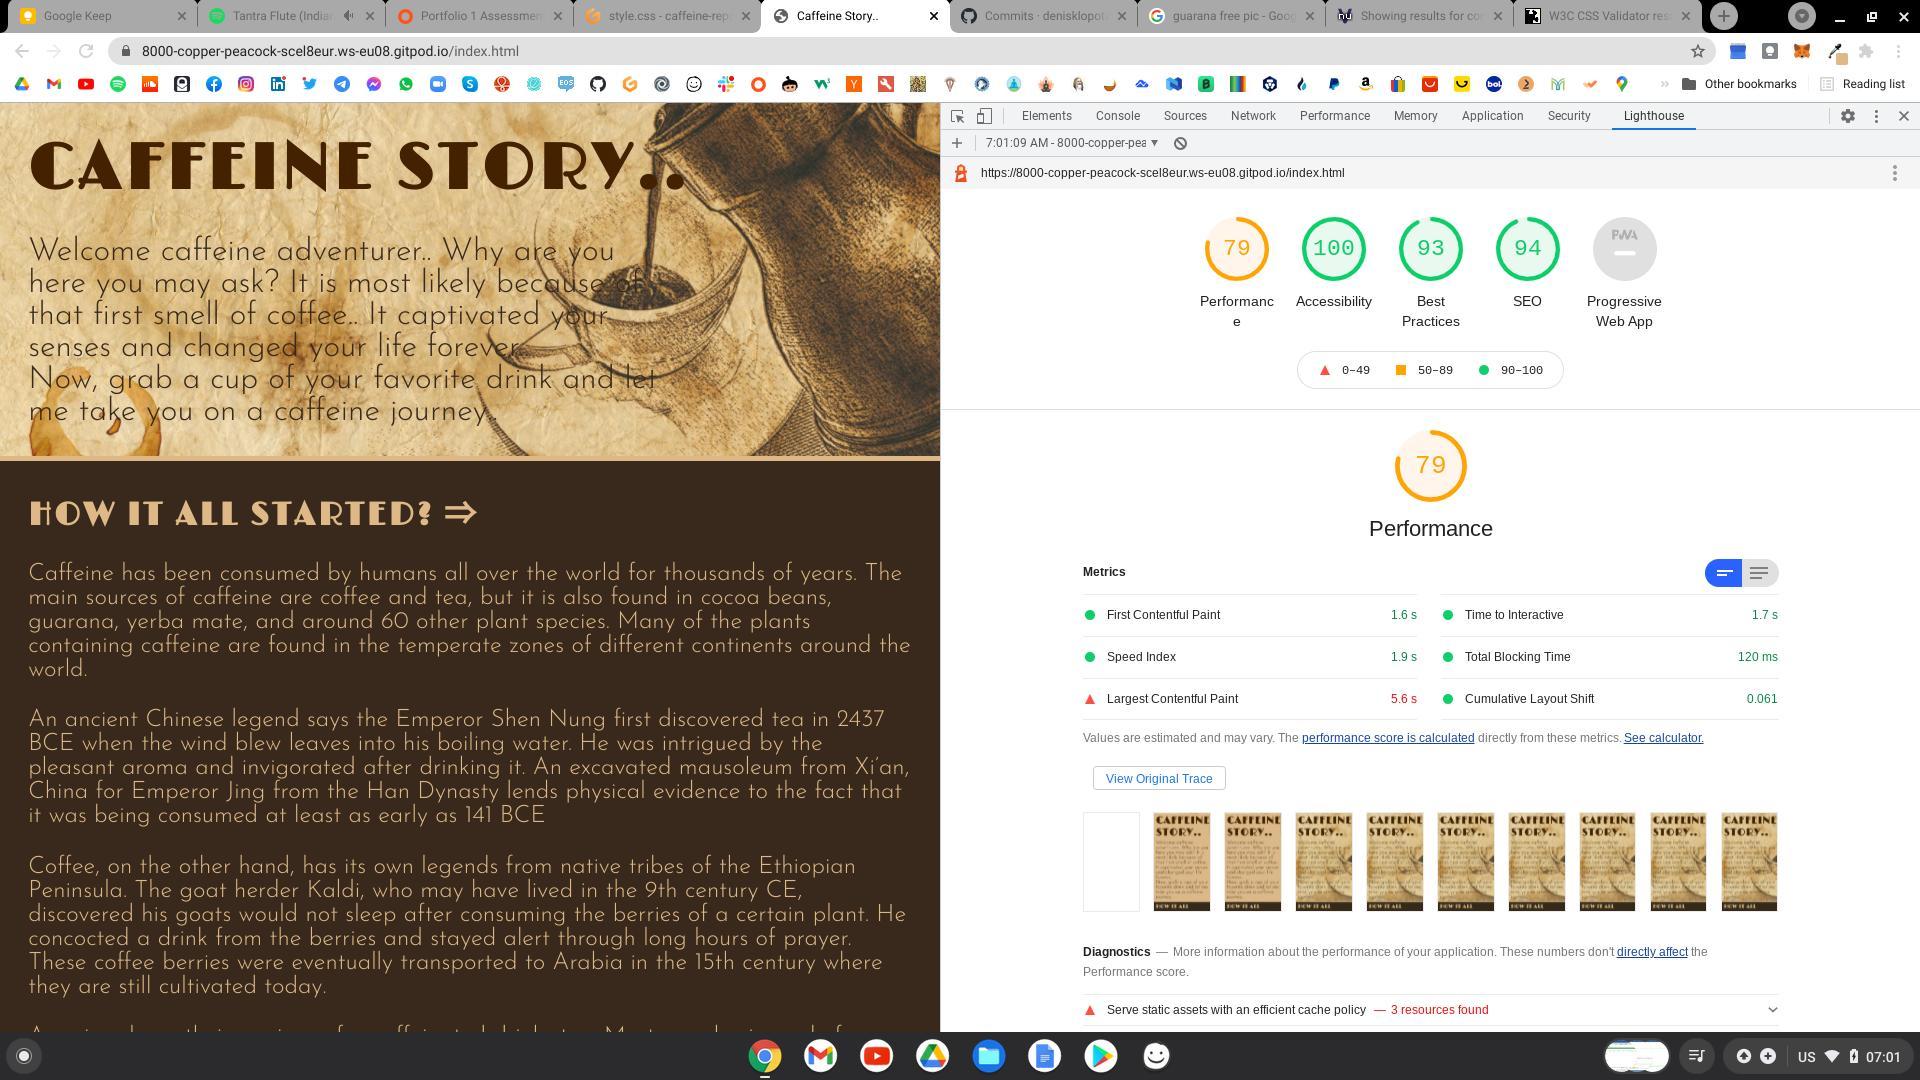 Google Keep
Tantra Flute (Indian
Portfolio 1 Assessmen
style.css - caffeine-rep
Caffeine Story..
Commits · denisklopot
guarana free pic - Goog
Showing results for co
W3C CSS Validator res
8000-copper-peacock-scel8eur.ws-eu08.gitpod.io/index.html
Other bookmarks
Reading list
CAFFEINE STORY..
Welcome caffeine adventurer.. Why are you
here you may ask? It is most likely because of
that first smell of coffee.. It captivated your
senses and changed your life forever.
Now, grab a cup of your favorite drink and let
me take you on a caffeine journey..
HOW IT ALL STARTED? ⇒
Caffeine has been consumed by humans all over the world for thousands of years. The
main sources of caffeine are coffee and tea, but it is also found in cocoa beans,
guarana, yerba mate, and around 60 other plant species. Many of the plants
containing caffeine are found in the temperate zones of different continents around the
world.
An ancient Chinese legend says the Emperor Shen Nung first discovered tea in 2437
BCE when the wind blew leaves into his boiling water. He was intrigued by the
pleasant aroma and invigorated after drinking it. An excavated mausoleum from Xi'an,
China for Emperor Jing from the Han Dynasty lends physical evidence to the fact that
it was being consumed at least as early as 141 BCE
Coffee, on the other hand, has its own legends from native tribes of the Ethiopian
Peninsula. The goat herder Kaldi, who may have lived in the 9th century CE,
discovered his goats would not sleep after consuming the berries of a certain plant. He
concocted a drink from the berries and stayed alert through long hours of prayer.
These coffee berries were eventually transported to Arabia in the 15th century where
they are still cultivated today.
Elements Console Sources Network Performance Memory Application Security Lighthouse
7:01:09 AM - 8000-copper-pea
https://8000-copper-peacock-scel8eur.ws-eu08.gitpod.io/index.html
79 100 93 94 PWA
Performanc
e
Accessibility
Best
Practices
SEO
Progressive
Web App
0–49 50–89 90–100
79
Performance
Metrics
First Contentful Paint 1.6 s
Time to Interactive 1.7 s
Speed Index 1.9 s
Total Blocking Time 120 ms
Largest Contentful Paint 5.6 s
Cumulative Layout Shift 0.061
Values are estimated and may vary. The performance score is calculated directly from these metrics. See calculator.
View Original Trace
Diagnostics — More information about the performance of your application. These numbers don't directly affect the
Performance score.
Serve static assets with an efficient cache policy — 3 resources found
US 07:01